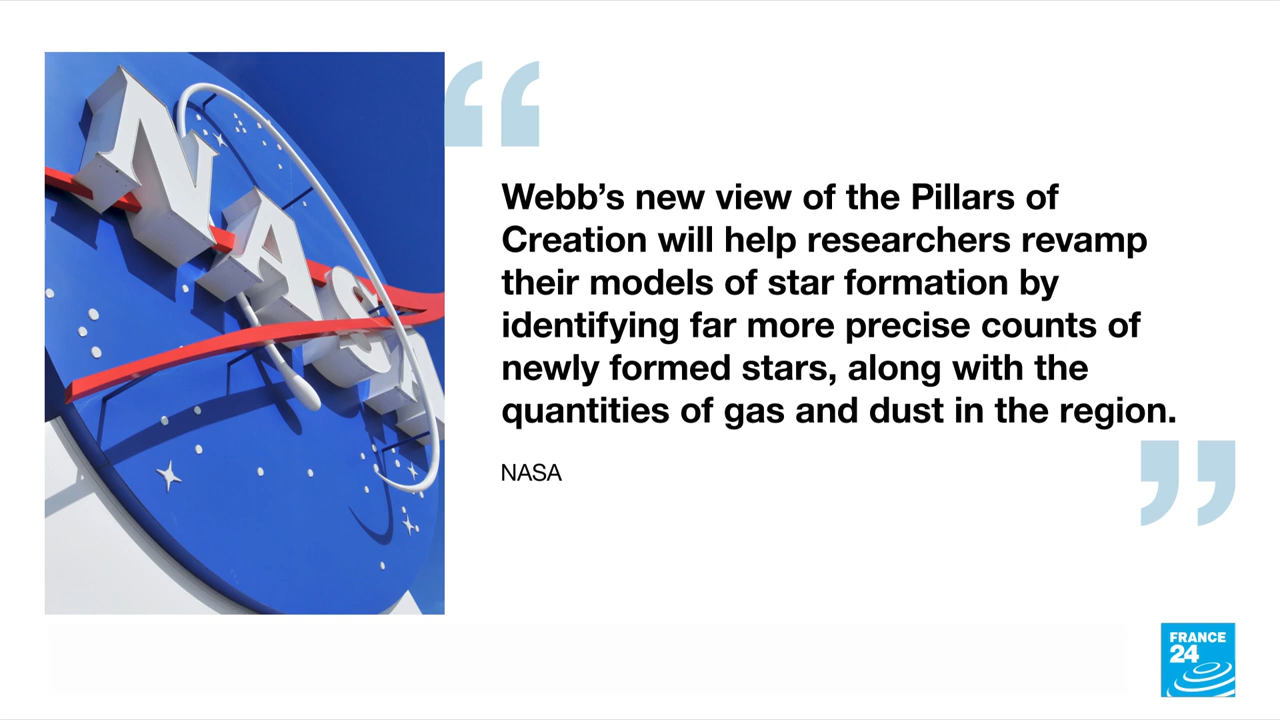 NASA
Webb’s new view of the Pillars of
Creation will help researchers revamp
their models of star formation by
identifying far more precise counts of
newly formed stars, along with the
quantities of gas and dust in the region.
NASA
FRANCE
24